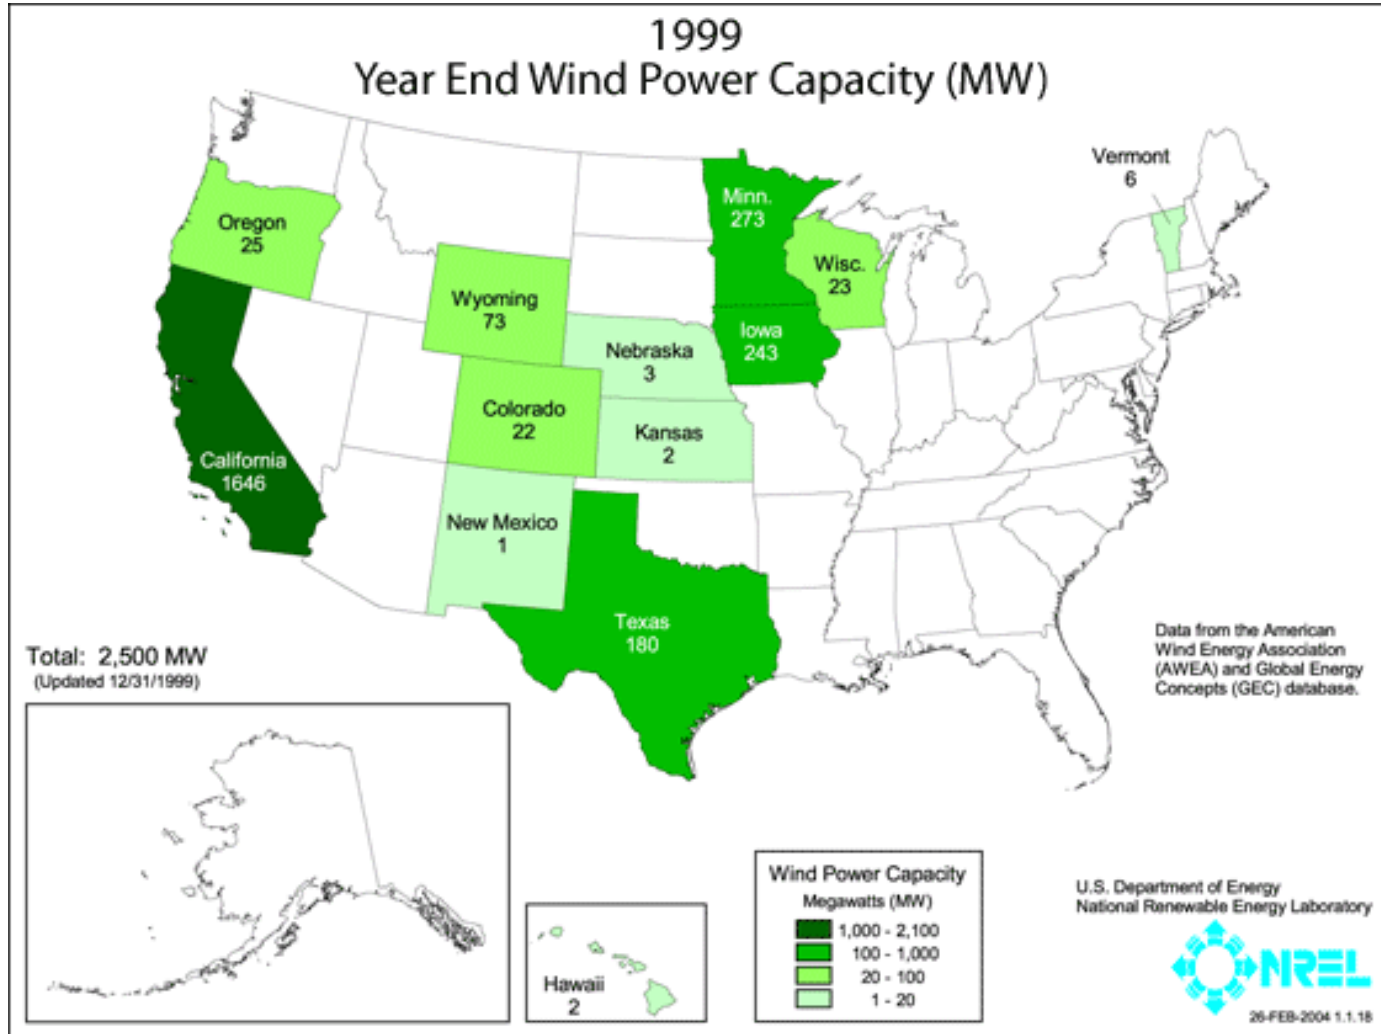 1999
Year End Wind Power Capacity (MW)
Vermont
6
Minn.
273
Oregon
25
Wisc.
23
Wyoming
73
Iowa
243
Nebraska
3
Colorado
22
Kansas
2
California
1646
New Mexico
1
Texas
180
Total: 2,500 MW
(Updated 12/31/1999)
Data from the American
Wind Energy Association
(AWEA) and Global Energy
Concepts (GEC) database.
Hawaii
2
Wind Power Capacity
Megawatts (MW)
1,000 - 2,100
100 - 1,000
20 - 100
1 - 20
U.S. Department of Energy
National Renewable Energy Laboratory
NREL
26-FEB-2004 1.1.18